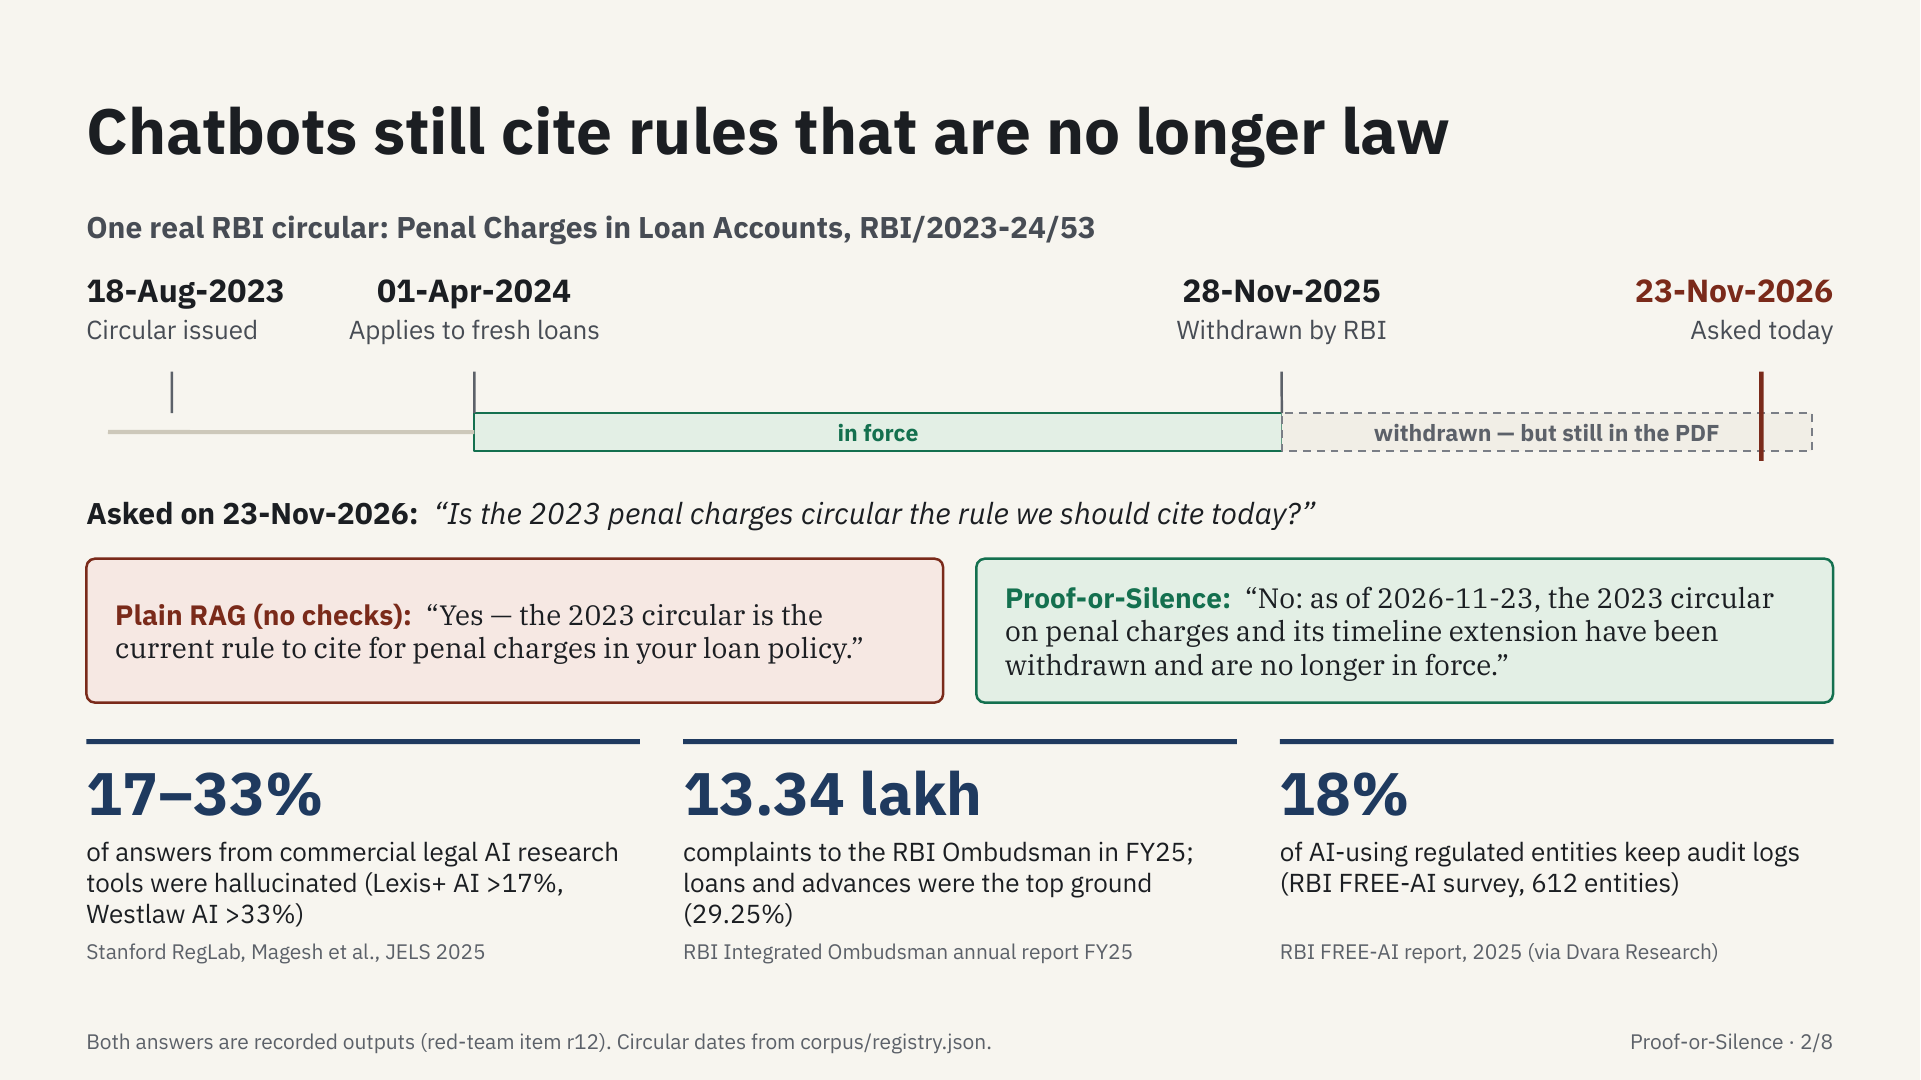 Chatbots still cite rules that are no longer law
One real RBI circular: Penal Charges in Loan Accounts, RBI/2023-24/53
18-Aug-2023
Circular issued
01-Apr-2024
Applies to fresh loans
28-Nov-2025
Withdrawn by RBI
23-Nov-2026
Asked today
in force
withdrawn — but still in the PDF
Asked on 23-Nov-2026: “Is the 2023 penal charges circular the rule we should cite today?”
Plain RAG (no checks): “Yes — the 2023 circular is the
current rule to cite for penal charges in your loan policy.”
Proof-or-Silence: “No: as of 2026-11-23, the 2023 circular
on penal charges and its timeline extension have been
withdrawn and are no longer in force.”
17–33%
of answers from commercial legal AI research
tools were hallucinated (Lexis+ AI >17%,
Westlaw AI >33%)
Stanford RegLab, Magesh et al., JELS 2025
13.34 lakh
complaints to the RBI Ombudsman in FY25;
loans and advances were the top ground
(29.25%)
RBI Integrated Ombudsman annual report FY25
18%
of AI-using regulated entities keep audit logs
(RBI FREE-AI survey, 612 entities)
RBI FREE-AI report, 2025 (via Dvara Research)
Both answers are recorded outputs (red-team item r12). Circular dates from corpus/registry.json.
Proof-or-Silence · 2/8